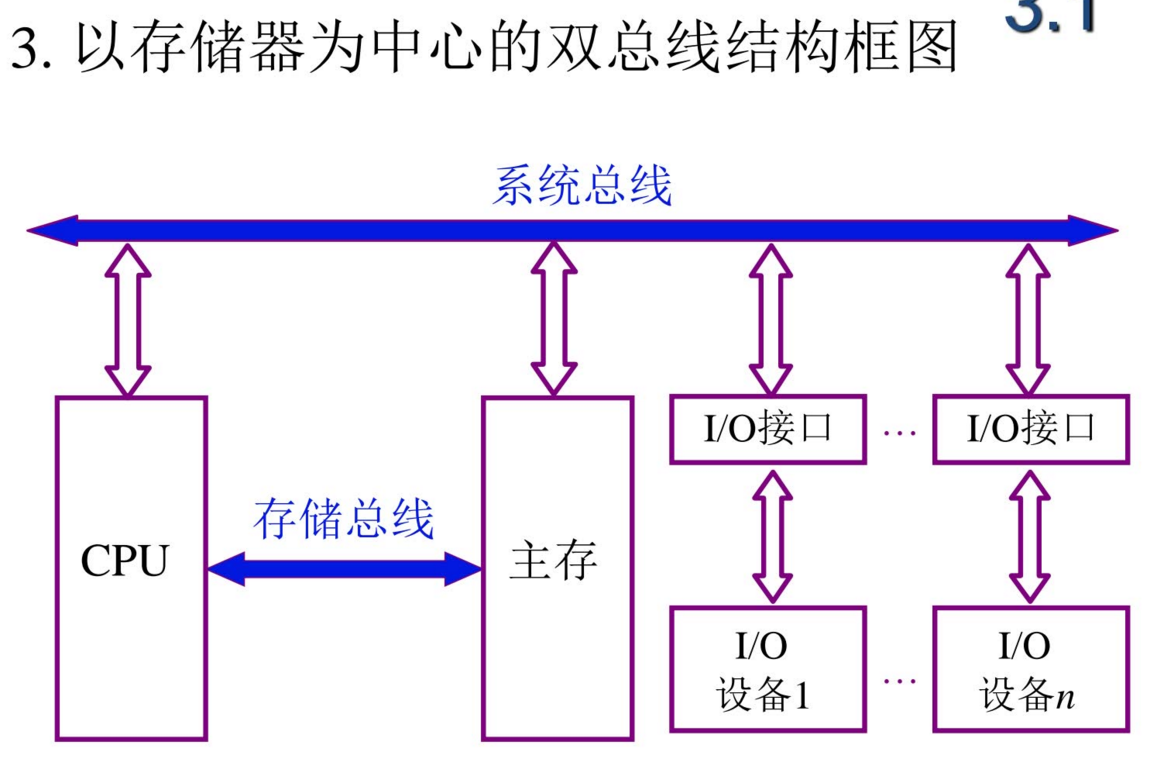 3.1
3. 以存储器为中心的双总线结构框图
系统总线
I/O接口
…
I/O接口
存储总线
CPU
主存
I/O
设备1
…
I/O
设备n